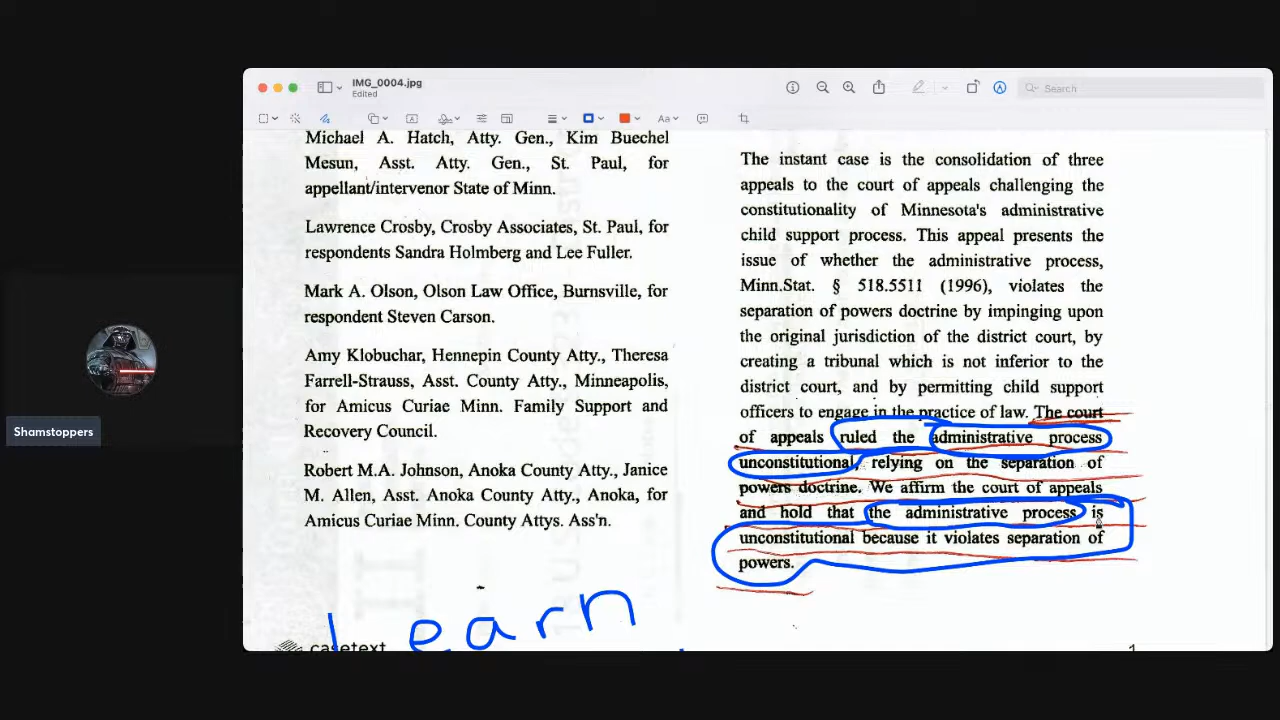 IMG_0004.jpg
Edited
Search
Aa
Michael A. Hatch, Atty. Gen., Kim Buechel
Mesun, Asst. Atty. Gen., St. Paul, for
appellant/intervenor State of Minn.
Lawrence Crosby, Crosby Associates, St. Paul, for
respondents Sandra Holmberg and Lee Fuller.
Mark A. Olson, Olson Law Office, Burnsville, for
respondent Steven Carson.
Amy Klobuchar, Hennepin County Atty., Theresa
Farrell-Strauss, Asst. County Atty., Minneapolis,
for Amicus Curiae Minn. Family Support and
Recovery Council.
Robert M.A. Johnson, Anoka County Atty., Janice
M. Allen, Asst. Anoka County Atty., Anoka, for
Amicus Curiae Minn. County Attys. Ass'n.
Learn
casetext
The instant case is the consolidation of three
appeals to the court of appeals challenging the
constitutionality of Minnesota's administrative
child support process. This appeal presents the
issue of whether the administrative process,
Minn.Stat. § 518.5511 (1996), violates the
separation of powers doctrine by impinging upon
the original jurisdiction of the district court, by
creating a tribunal which is not inferior to the
district court, and by permitting child support
officers to engage in the practice of law. The court
of appeals ruled the administrative process
unconstitutional, relying on the separation of
powers doctrine. We affirm the court of appeals
and hold that the administrative process is
unconstitutional because it violates separation of
powers.
1
Shamstoppers